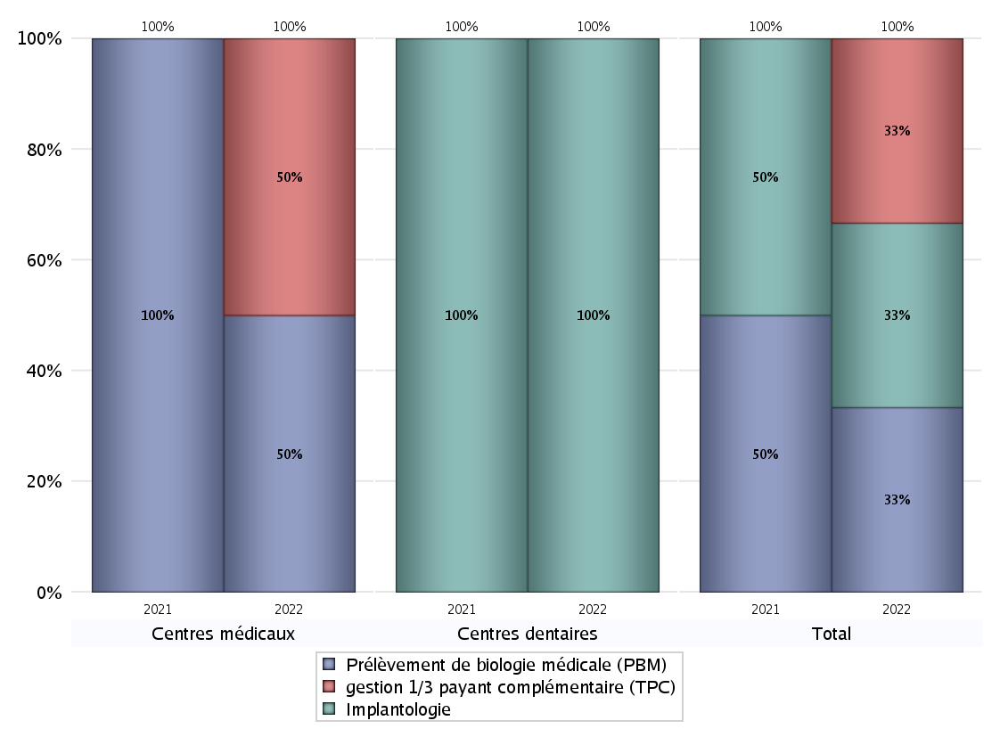 100% 100% 100% 100% 100% 100%
100%
80%
60%
40%
20%
0%
100%
50%
50%
100%
100%
50%
50%
33%
33%
33%
2021 2022 2021 2022 2021 2022
Centres médicaux Centres dentaires Total
Prélèvement de biologie médicale (PBM)
gestion 1/3 payant complémentaire (TPC)
Implantologie